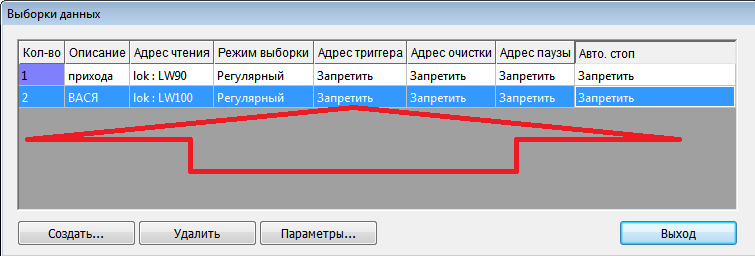 Выборки данных
Кол-во Описание Адрес чтения Режим выборки Адрес триггера Адрес очистки Адрес паузы Авто. стоп
1 прихода lok : LW90 Регулярный Запретить Запретить Запретить Запретить
2 ВАСЯ lok : LW100 Регулярный Запретить Запретить Запретить Запретить
Создать... Удалить Параметры... Выход